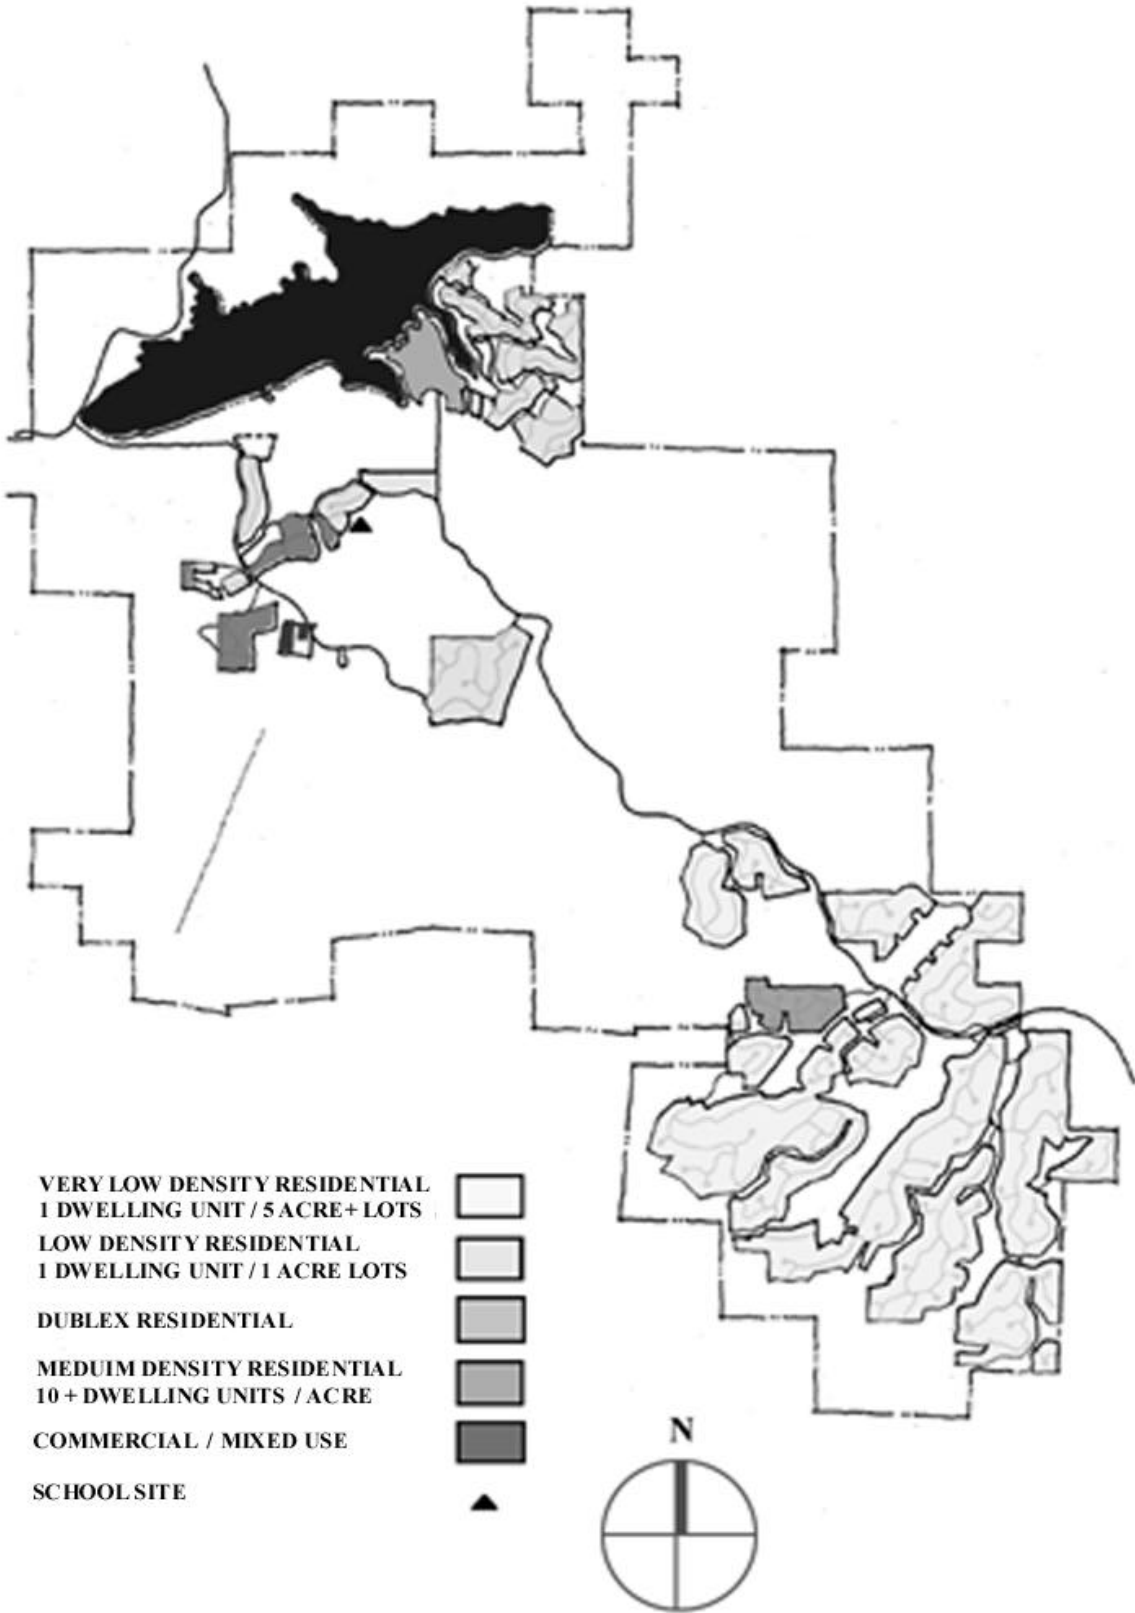 VERY LOW DENSITY RESIDENTIAL
1 DWELLING UNIT / 5 ACRE+ LOTS
LOW DENSITY RESIDENTIAL
1 DWELLING UNIT / 1 ACRE LOTS
DUBLEX RESIDENTIAL
MEDUIM DENSITY RESIDENTIAL
10 + DWELLING UNITS / ACRE
COMMERCIAL / MIXED USE
SCHOOL SITE
N